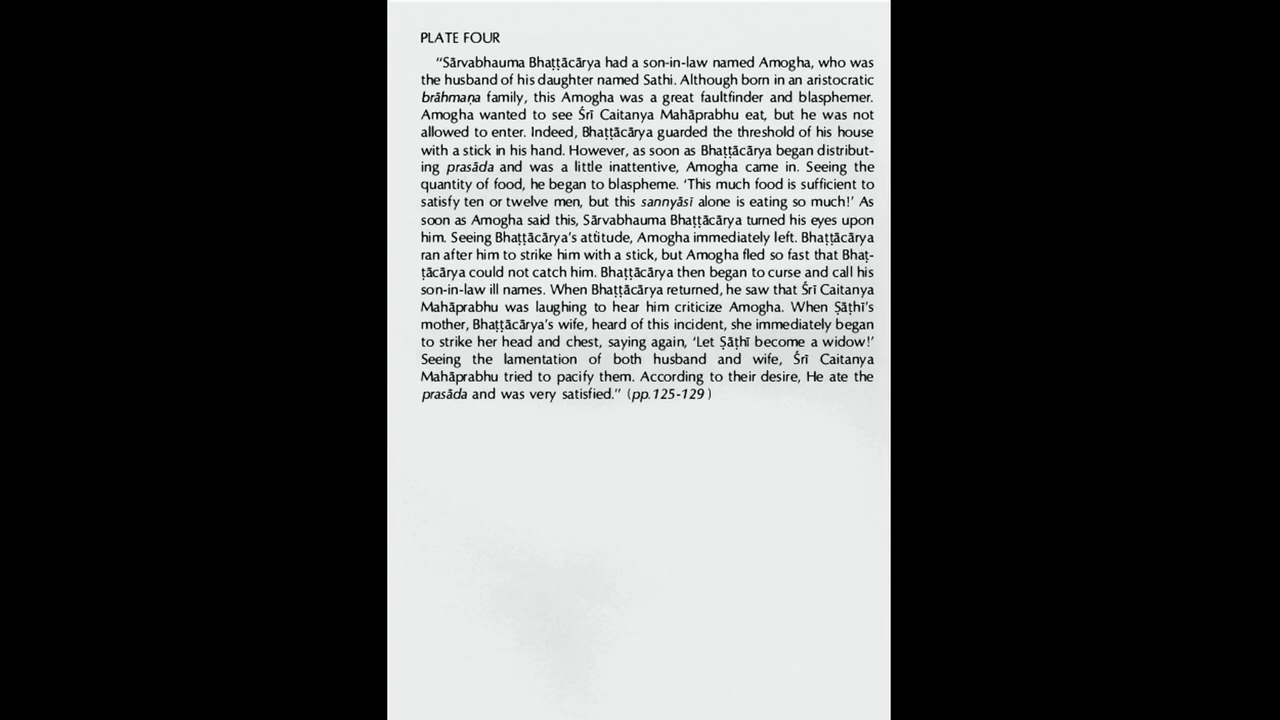 PLATE FOUR
“Sārvabhauma Bhaṭṭācārya had a son-in-law named Amogha, who was
the husband of his daughter named Sathi. Although born in an aristocratic
brāhmaṇa family, this Amogha was a great faultfinder and blasphemer.
Amogha wanted to see Śrī Caitanya Mahāprabhu eat, but he was not
allowed to enter. Indeed, Bhaṭṭācārya guarded the threshold of his house
with a stick in his hand. However, as soon as Bhaṭṭācārya began distribut-
ing prasāda and was a little inattentive, Amogha came in. Seeing the
quantity of food, he began to blaspheme. ‘This much food is sufficient to
satisfy ten or twelve men, but this sannyāsī alone is eating so much!’ As
soon as Amogha said this, Sārvabhauma Bhaṭṭācārya turned his eyes upon
him. Seeing Bhaṭṭācārya’s attitude, Amogha immediately left. Bhaṭṭācārya
ran after him to strike him with a stick, but Amogha fled so fast that Bhaṭ-
ṭācārya could not catch him. Bhaṭṭācārya then began to curse and call his
son-in-law ill names. When Bhaṭṭācārya returned, he saw that Śrī Caitanya
Mahāprabhu was laughing to hear him criticize Amogha. When Ṣāṭhī’s
mother, Bhaṭṭācārya’s wife, heard of this incident, she immediately began
to strike her head and chest, saying again, ‘Let Ṣāṭhī become a widow!’
Seeing the lamentation of both husband and wife, Śrī Caitanya
Mahāprabhu tried to pacify them. According to their desire, He ate the
prasāda and was very satisfied.” (pp.125-129 )